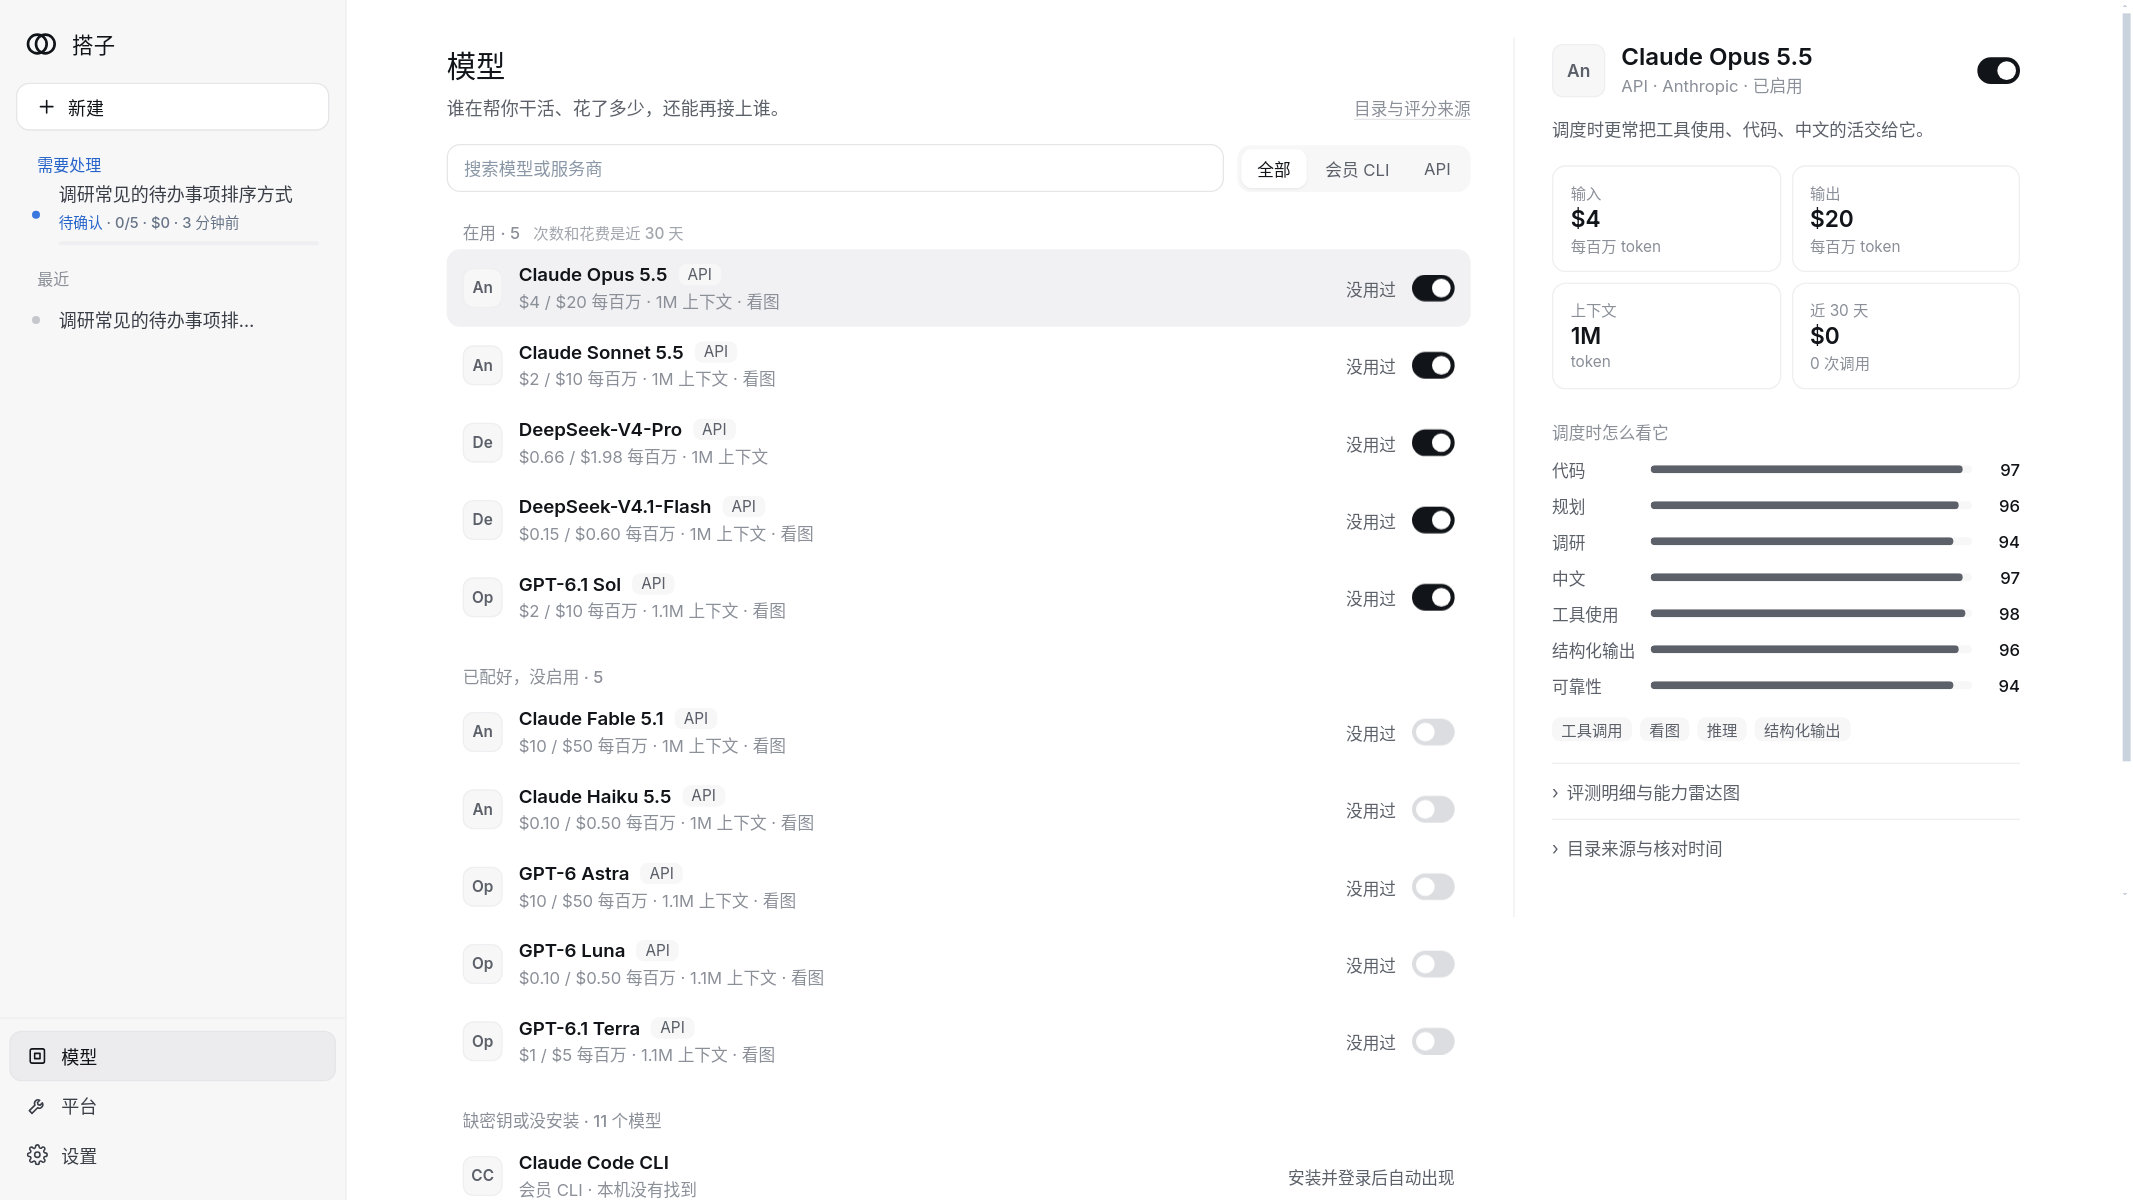 搭子
新建
需要处理
调研常见的待办事项排序方式
待确认 · 0/5 · $0 · 3 分钟前
最近
调研常见的待办事项排...
模型
平台
设置
模型
谁在帮你干活、花了多少，还能再接上谁。
目录与评分来源
搜索模型或服务商
全部
会员 CLI
API
在用 · 5 次数和花费是近 30 天
An
Claude Opus 5.5 API
$4 / $20 每百万 · 1M 上下文 · 看图
没用过
An
Claude Sonnet 5.5 API
$2 / $10 每百万 · 1M 上下文 · 看图
没用过
De
DeepSeek-V4-Pro API
$0.66 / $1.98 每百万 · 1M 上下文
没用过
De
DeepSeek-V4.1-Flash API
$0.15 / $0.60 每百万 · 1M 上下文 · 看图
没用过
Op
GPT-6.1 Sol API
$2 / $10 每百万 · 1.1M 上下文 · 看图
没用过
已配好，没启用 · 5
An
Claude Fable 5.1 API
$10 / $50 每百万 · 1M 上下文 · 看图
没用过
An
Claude Haiku 5.5 API
$0.10 / $0.50 每百万 · 1M 上下文 · 看图
没用过
Op
GPT-6 Astra API
$10 / $50 每百万 · 1.1M 上下文 · 看图
没用过
Op
GPT-6 Luna API
$0.10 / $0.50 每百万 · 1.1M 上下文 · 看图
没用过
Op
GPT-6.1 Terra API
$1 / $5 每百万 · 1.1M 上下文 · 看图
没用过
缺密钥或没安装 · 11 个模型
CC
Claude Code CLI
会员 CLI · 本机没有找到
安装并登录后自动出现
An
Claude Opus 5.5
API · Anthropic · 已启用
调度时更常把工具使用、代码、中文的活交给它。
输入
$4
每百万 token
输出
$20
每百万 token
上下文
1M
token
近 30 天
$0
0 次调用
调度时怎么看它
代码 97
规划 96
调研 94
中文 97
工具使用 98
结构化输出 96
可靠性 94
工具调用 看图 推理 结构化输出
› 评测明细与能力雷达图
› 目录来源与核对时间